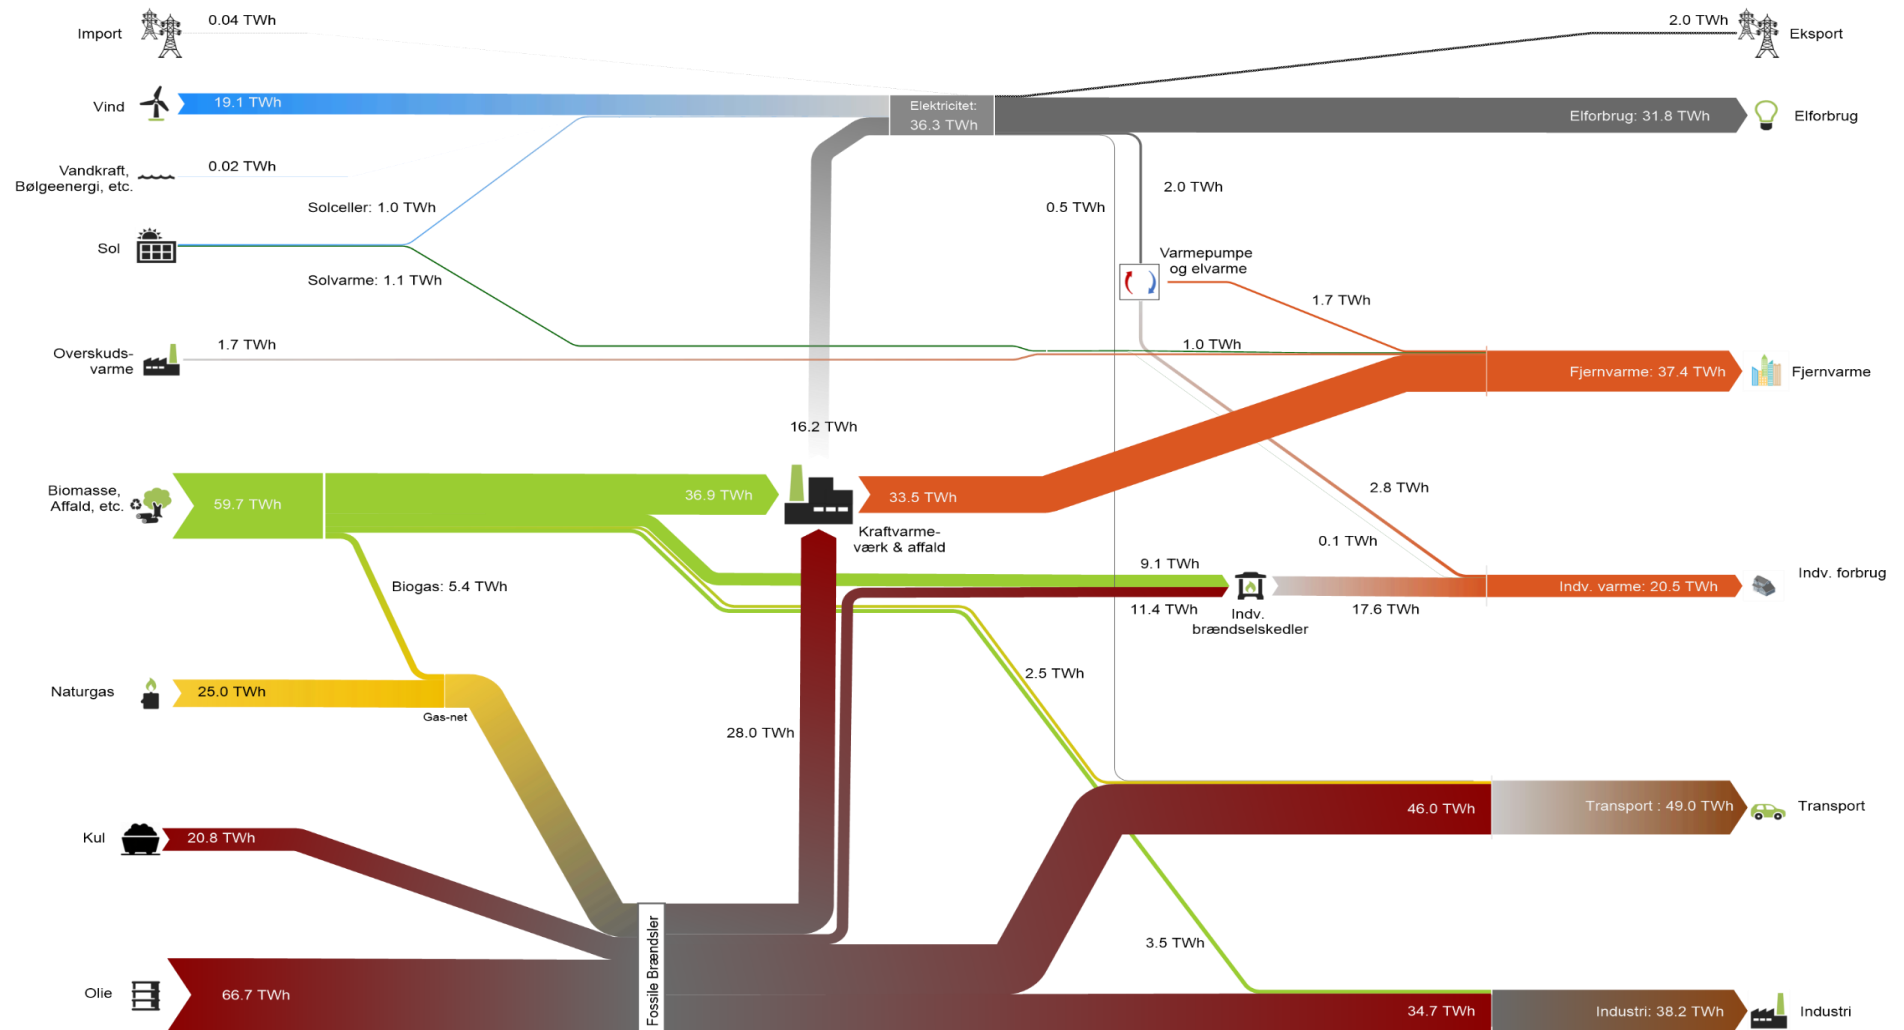 0.04 TWh
2.0 TWh
Import
Eksport
Vind
19.1 TWh
Elektricitet:
36.3 TWh
Elforbrug: 31.8 TWh
Elforbrug
0.02 TWh
Vandkraft,
Bølgeenergi, etc.
2.0 TWh
Solceller: 1.0 TWh
0.5 TWh
Sol
Varmepumpe
og elvarme
Solvarme: 1.1 TWh
1.7 TWh
1.7 TWh
1.0 TWh
Overskuds-
varme
Fjernvarme: 37.4 TWh
Fjernvarme
16.2 TWh
Biomasse,
Affald, etc.
59.7 TWh
36.9 TWh
33.5 TWh
2.8 TWh
Kraftvarme-
værk & affald
0.1 TWh
9.1 TWh
Indv. forbrug
Biogas: 5.4 TWh
Indv. varme: 20.5 TWh
11.4 TWh
17.6 TWh
Indv.
brændselskedler
2.5 TWh
Naturgas
25.0 TWh
Gas-net
28.0 TWh
46.0 TWh
Transport : 49.0 TWh
Transport
Kul
20.8 TWh
3.5 TWh
Fossile Brændsler
Olie
66.7 TWh
34.7 TWh
Industri: 38.2 TWh
Industri